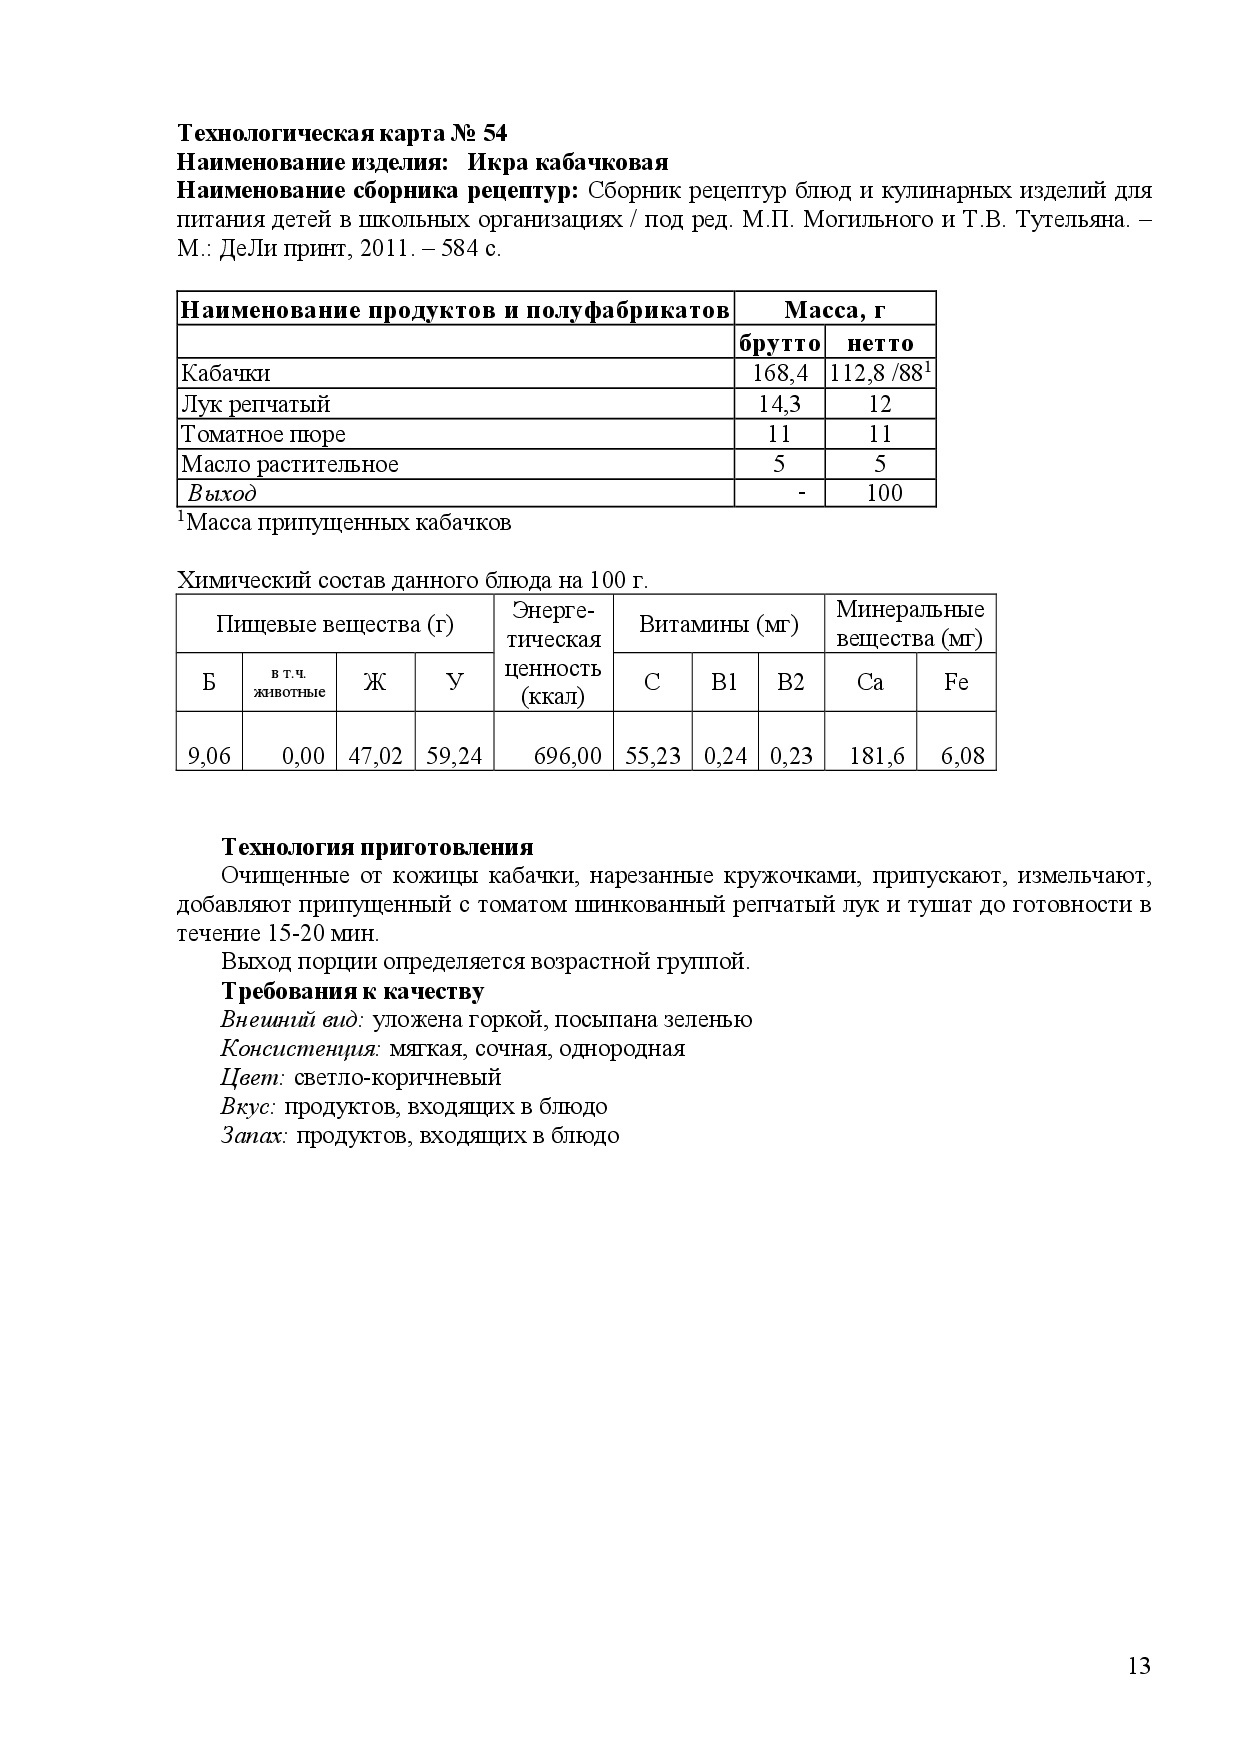 Технологическая карта № 54
Наименование изделия: Икра кабачковая
Наименование сборника рецептур: Сборник рецептур блюд и кулинарных изделий для
питания детей в школьных организациях / под ред. М.П. Могильного и Т.В. Тутельяна. –
М.: ДеЛи принт, 2011. – 584 с.
Наименование продуктов и полуфабрикатов Масса, г
брутто нетто
Кабачки 168,4 112,8 /88¹
Лук репчатый 14,3 12
Томатное пюре 11 11
Масло растительное 5 5
Выход - 100
¹Масса припущенных кабачков
Химический состав данного блюда на 100 г.
Пищевые вещества (г) Энерге-
тическая
ценность
(ккал) Витамины (мг) Минеральные
вещества (мг)
Б в т.ч.
животные Ж У С В1 В2 Са Fe
9,06 0,00 47,02 59,24 696,00 55,23 0,24 0,23 181,6 6,08
Технология приготовления
Очищенные от кожицы кабачки, нарезанные кружочками, припускают, измельчают,
добавляют припущенный с томатом шинкованный репчатый лук и тушат до готовности в
течение 15-20 мин.
Выход порции определяется возрастной группой.
Требования к качеству
Внешний вид: уложена горкой, посыпана зеленью
Консистенция: мягкая, сочная, однородная
Цвет: светло-коричневый
Вкус: продуктов, входящих в блюдо
Запах: продуктов, входящих в блюдо
13